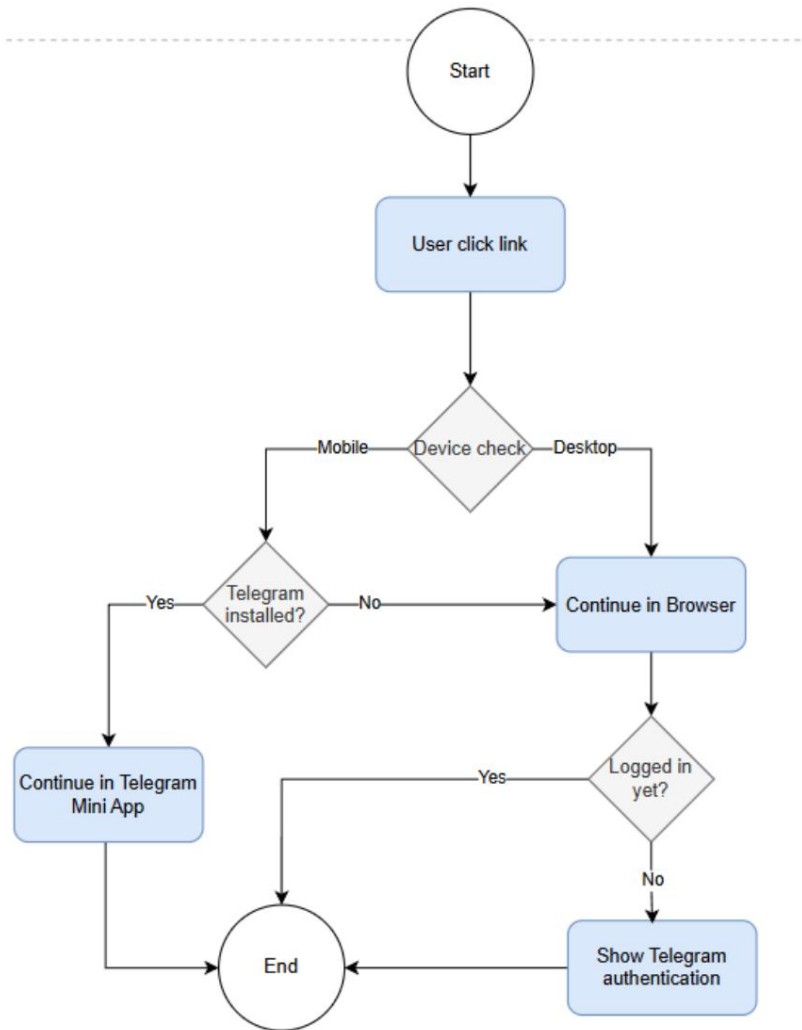 Start
User click link
Mobile
Device check
Desktop
Telegram
installed?
Yes
No
Continue in Browser
Continue in Telegram
Mini App
Logged in
yet?
Yes
No
End
Show Telegram
authentication